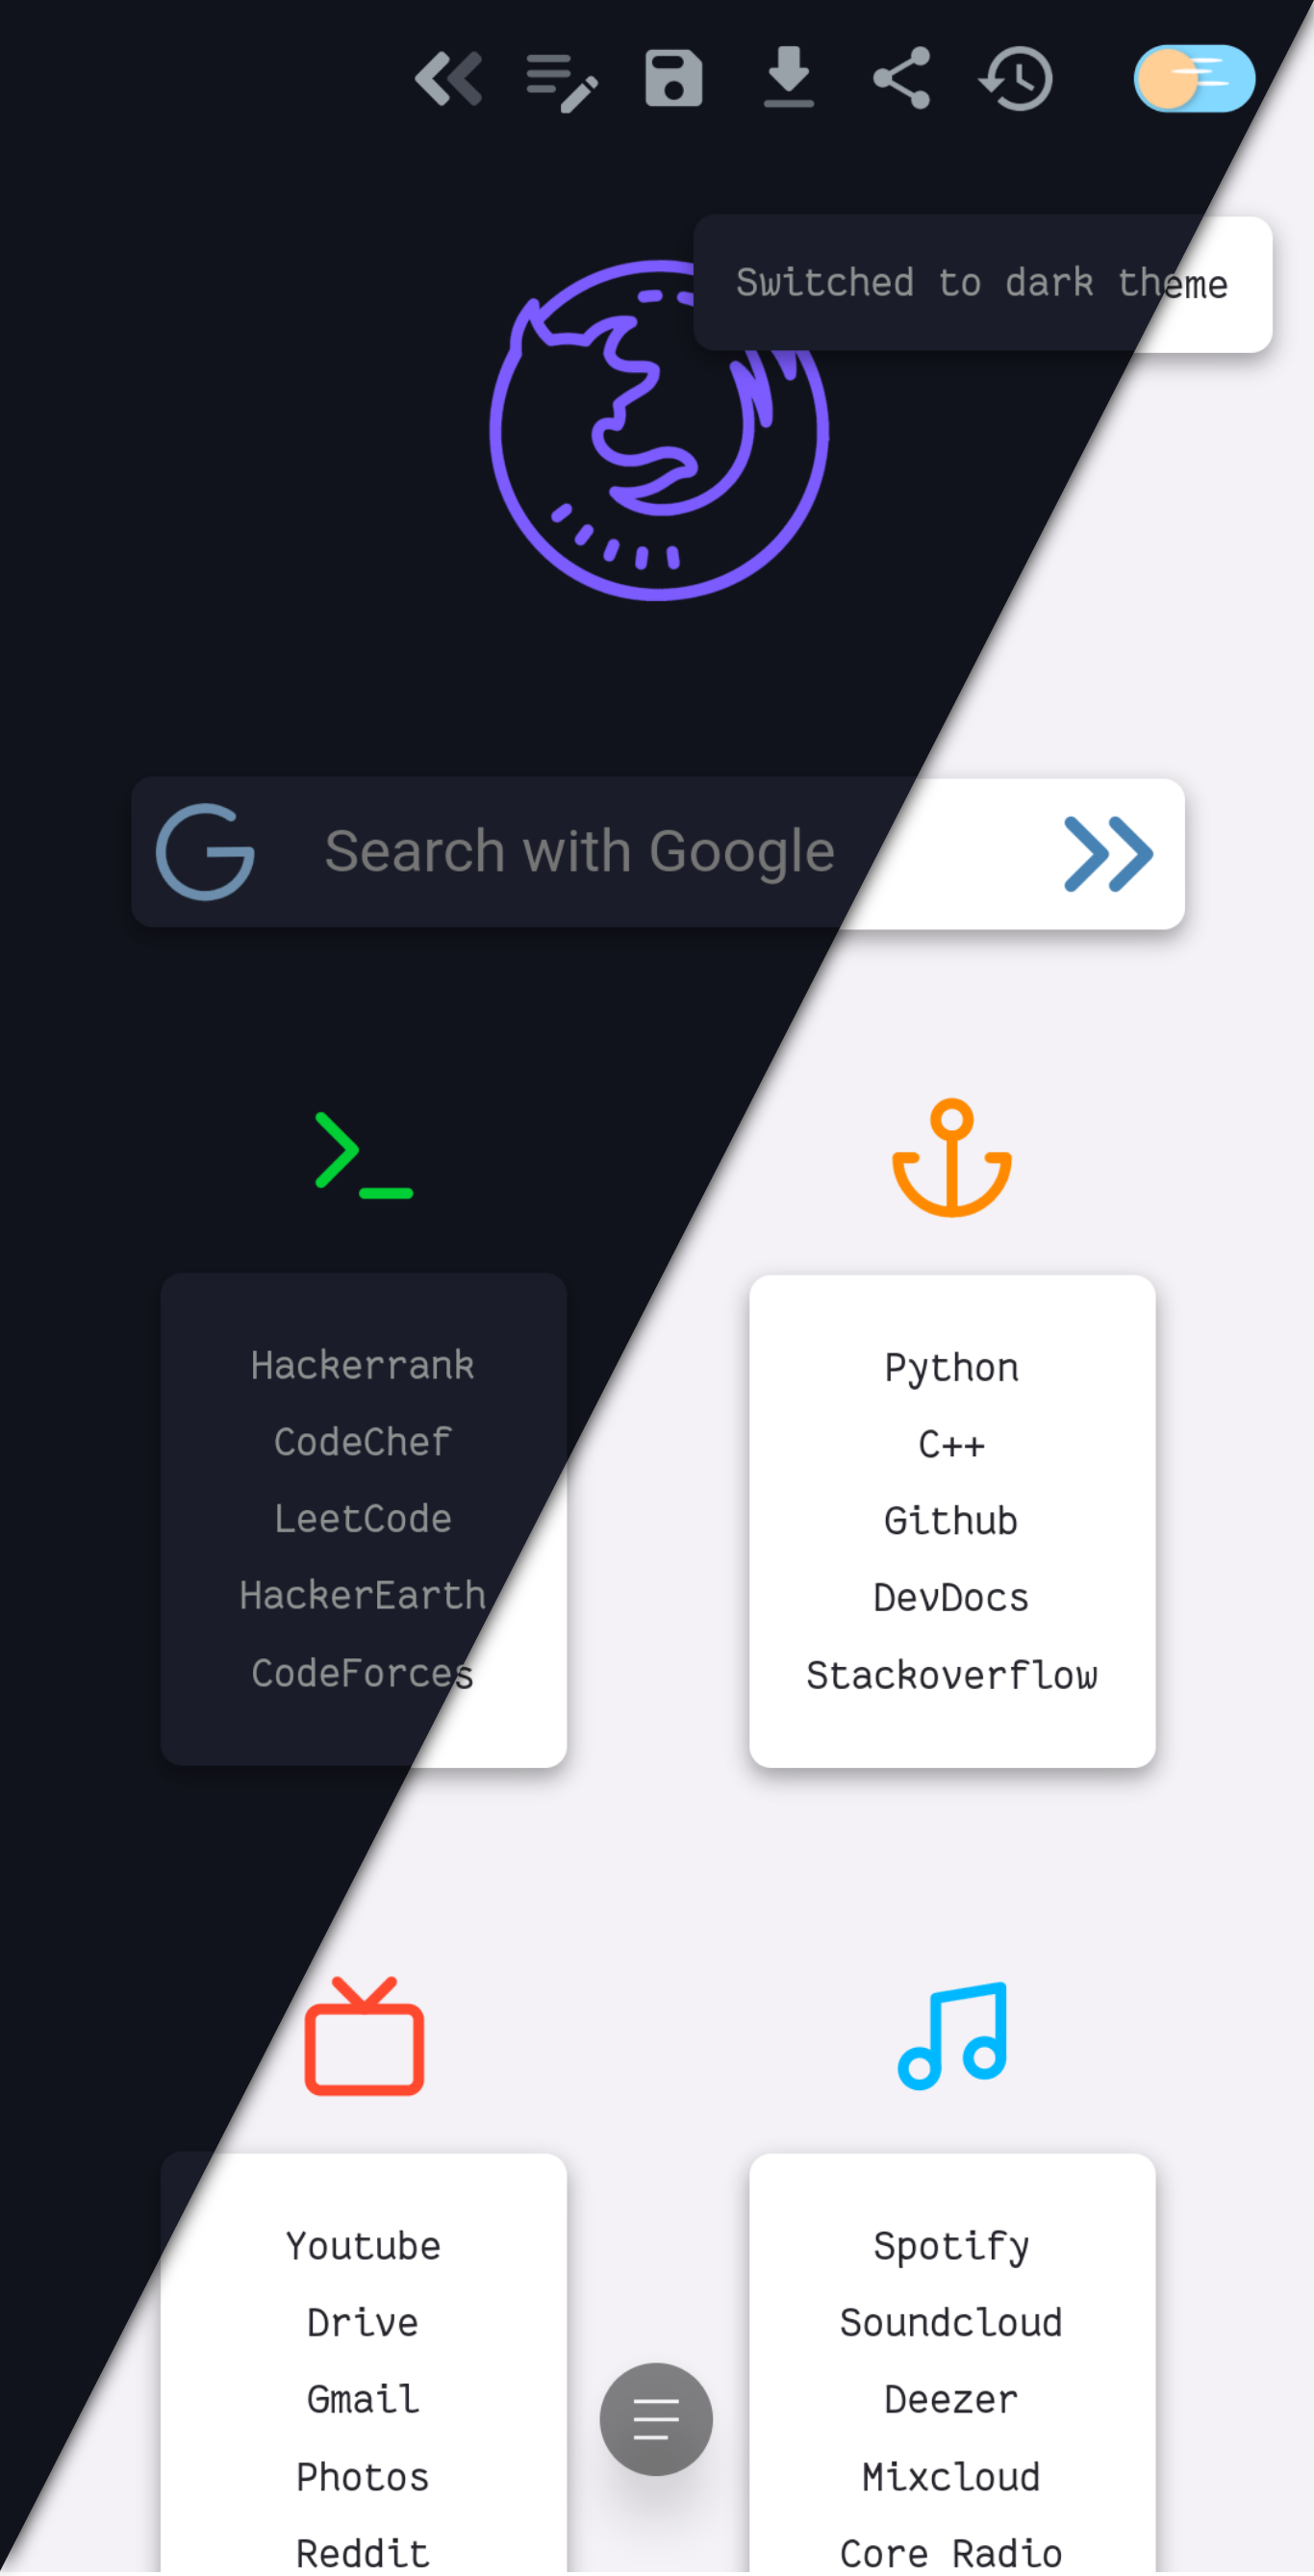 Switched to dark theme
Search with Google
Hackerrank
CodeChef
LeetCode
HackerEarth
CodeForces
Python
C++
Github
DevDocs
Stackoverflow
Youtube
Drive
Gmail
Photos
Reddit
Spotify
Soundcloud
Deezer
Mixcloud
Core Radio